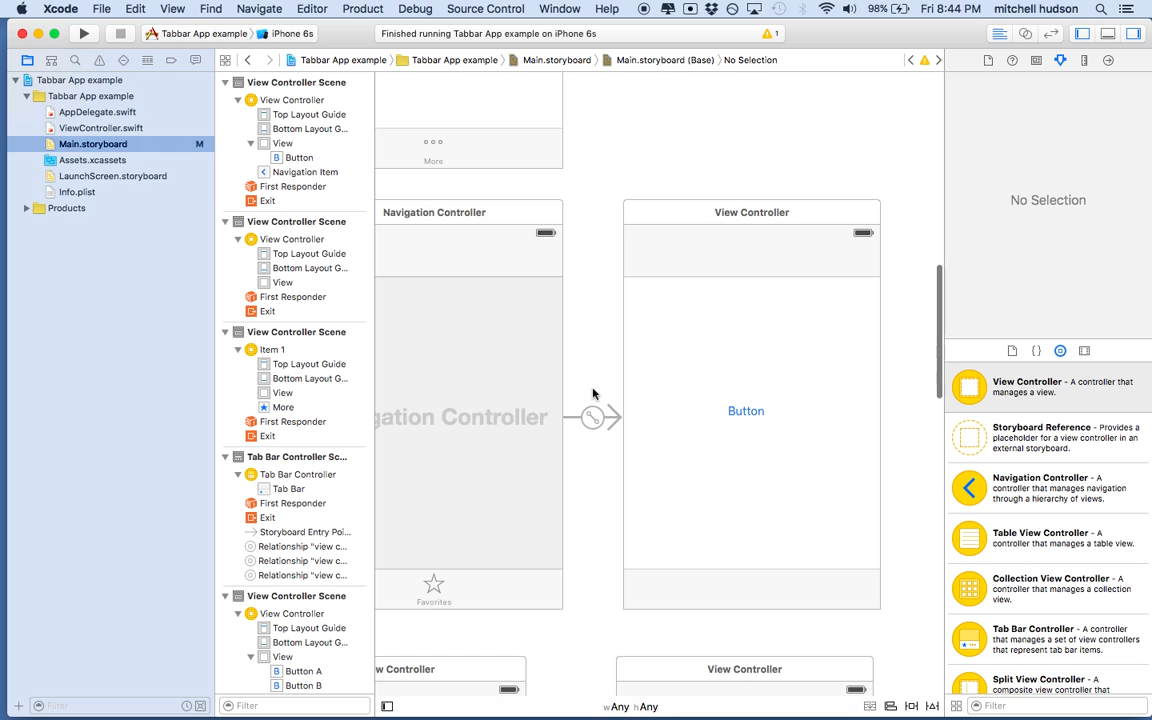 Xcode File Edit View Find Navigate Editor Product Debug Source Control Window Help 98% Fri 8:44 PM mitchell hudson
Tabbar App example iPhone 6s Finished running Tabbar App example on iPhone 6s 1
Tabbar App example Tabbar App example Main.storyboard Main.storyboard (Base) No Selection
Tabbar App example
Tabbar App example
AppDelegate.swift
ViewController.swift
Main.storyboard M
Assets.xcassets
LaunchScreen.storyboard
Info.plist
Products
Filter
View Controller Scene
View Controller
Top Layout Guide
Bottom Layout G...
View
B Button
Navigation Item
First Responder
Exit
View Controller Scene
View Controller
Top Layout Guide
Bottom Layout G...
View
First Responder
Exit
View Controller Scene
Item 1
Top Layout Guide
Bottom Layout G...
View
More
First Responder
Exit
Tab Bar Controller Sc...
Tab Bar Controller
Tab Bar
First Responder
Exit
Storyboard Entry Poi...
Relationship "view c...
Relationship "view c...
Relationship "view c...
View Controller Scene
View Controller
Top Layout Guide
Bottom Layout G...
View
B Button A
B Button B
Filter
More
Navigation Controller
gation Controller
Favorites
View Controller
Button
w Controller
View Controller
wAny hAny
No Selection
View Controller - A controller that
manages a view.
Storyboard Reference - Provides a
placeholder for a view controller in an
external storyboard.
Navigation Controller - A
controller that manages navigation
through a hierarchy of views.
Table View Controller - A
controller that manages a table view.
Collection View Controller - A
controller that manages a collection
view.
Tab Bar Controller - A controller
that manages a set of view controllers
that represent tab bar items.
Split View Controller - A
composite view controller that
Filter